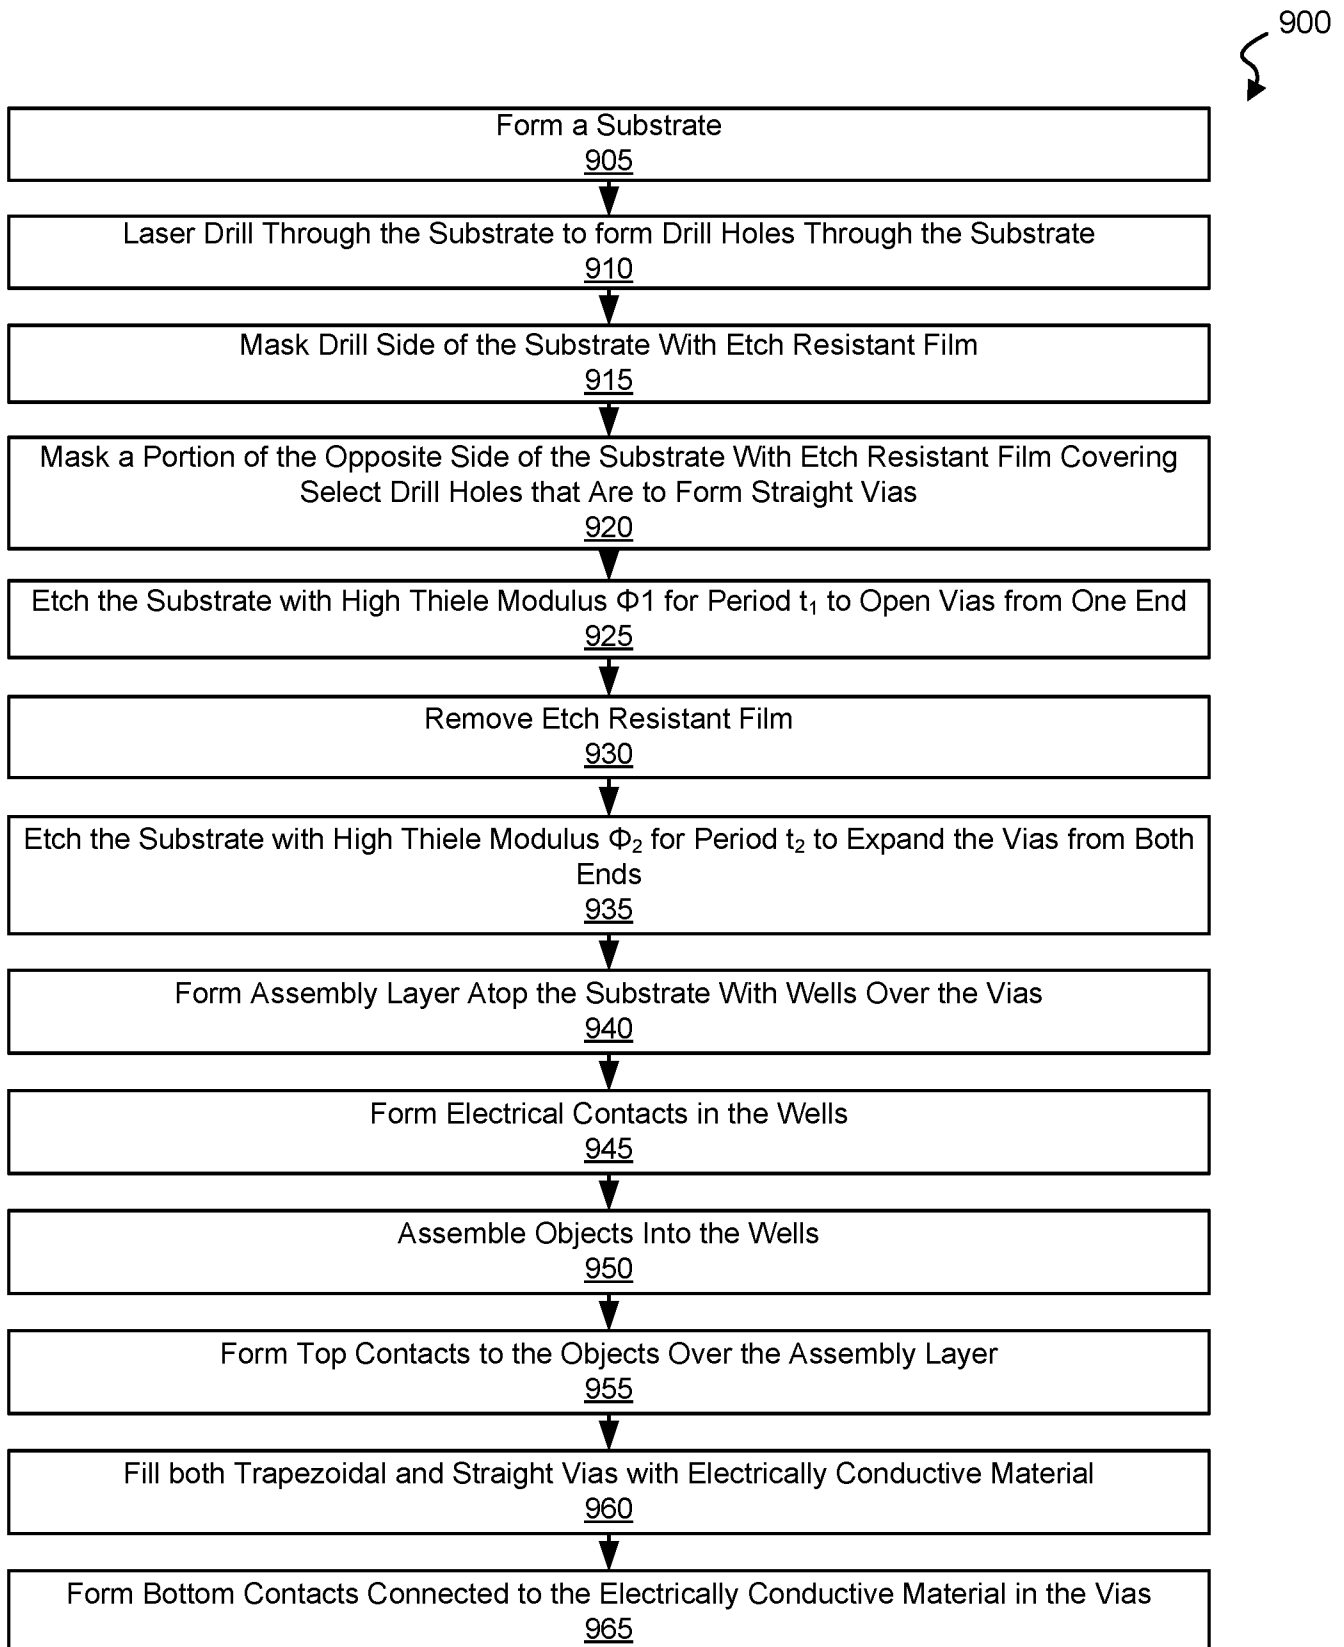 900
Form a Substrate
905
Laser Drill Through the Substrate to form Drill Holes Through the Substrate
910
Mask Drill Side of the Substrate With Etch Resistant Film
915
Mask a Portion of the Opposite Side of the Substrate With Etch Resistant Film Covering
Select Drill Holes that Are to Form Straight Vias
920
Etch the Substrate with High Thiele Modulus Φ1 for Period t₁ to Open Vias from One End
925
Remove Etch Resistant Film
930
Etch the Substrate with High Thiele Modulus Φ₂ for Period t₂ to Expand the Vias from Both
Ends
935
Form Assembly Layer Atop the Substrate With Wells Over the Vias
940
Form Electrical Contacts in the Wells
945
Assemble Objects Into the Wells
950
Form Top Contacts to the Objects Over the Assembly Layer
955
Fill both Trapezoidal and Straight Vias with Electrically Conductive Material
960
Form Bottom Contacts Connected to the Electrically Conductive Material in the Vias
965